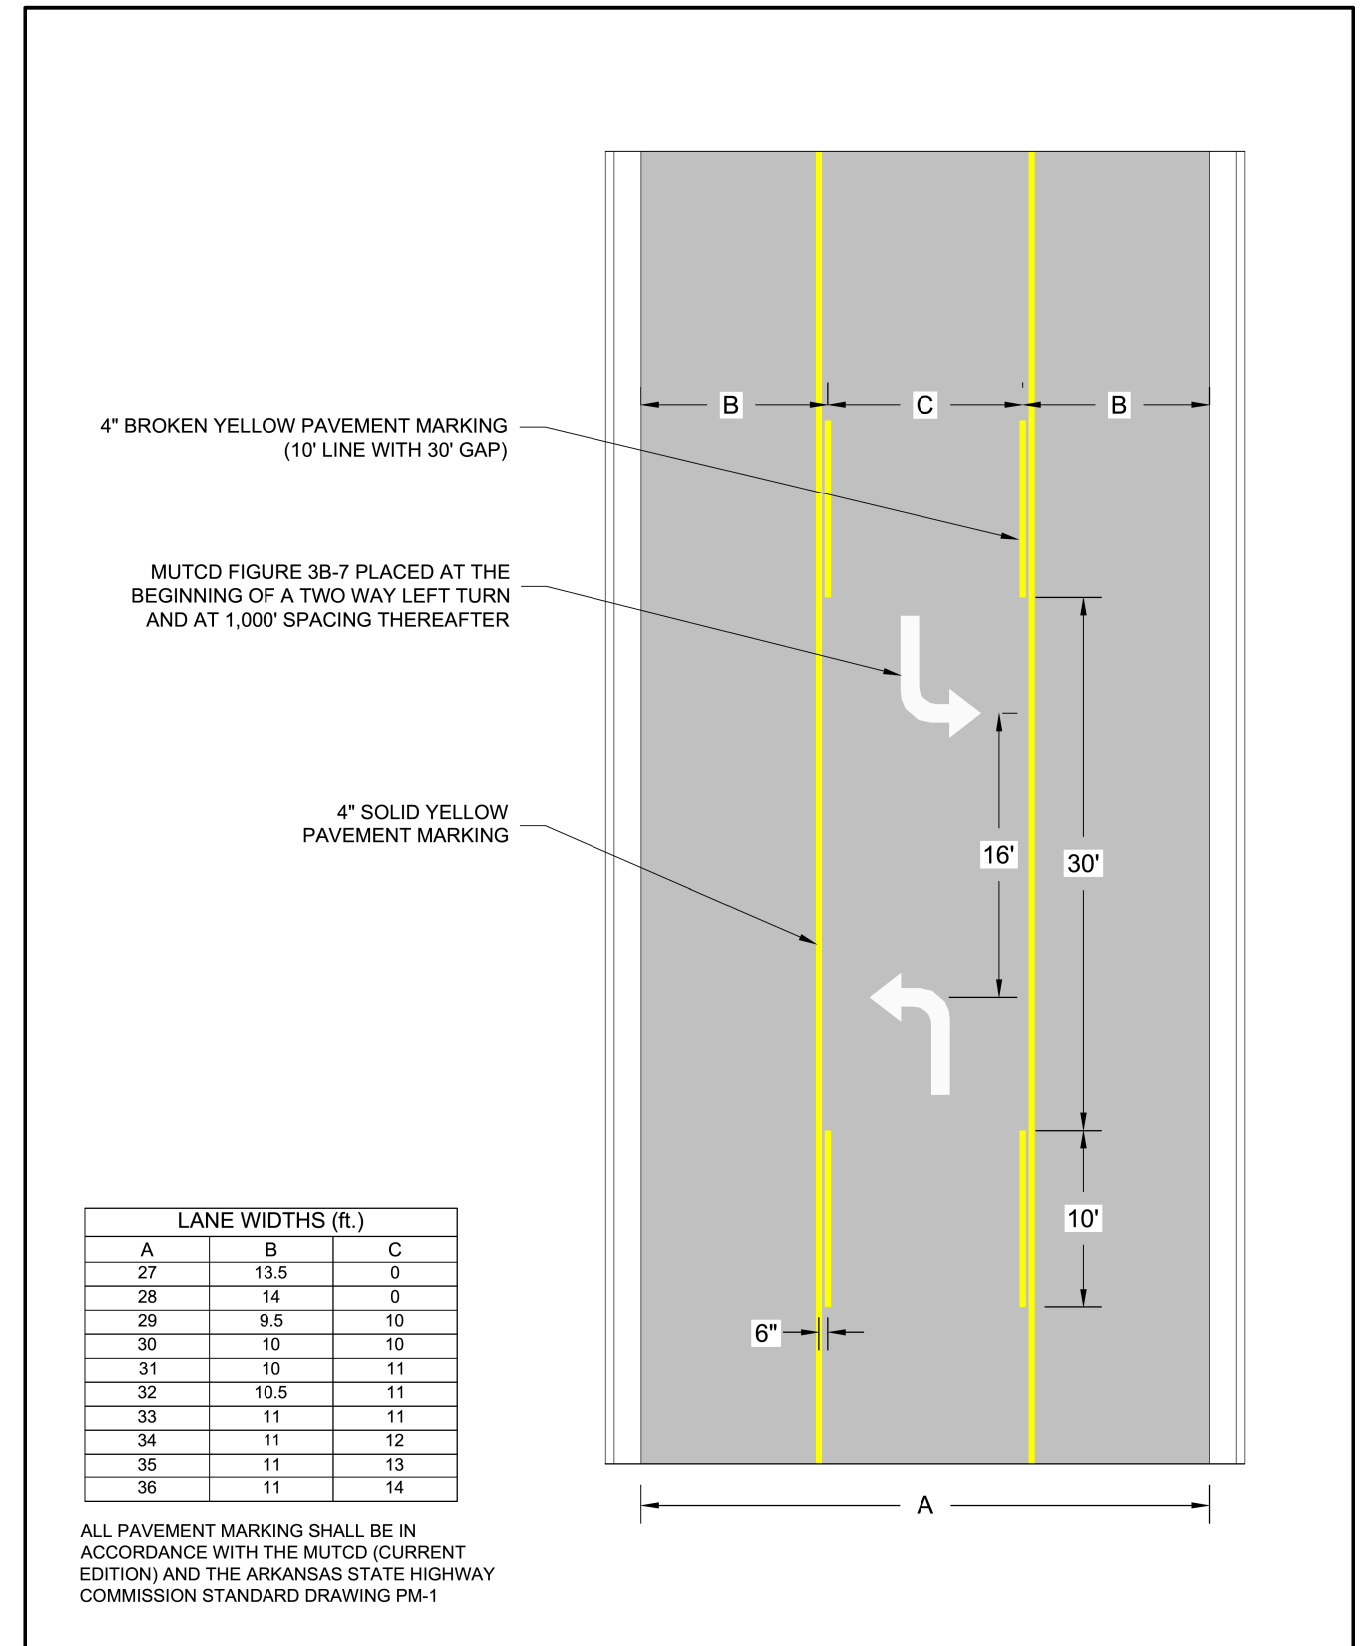 B C B
4" BROKEN YELLOW PAVEMENT MARKING
(10' LINE WITH 30' GAP)
MUTCD FIGURE 3B-7 PLACED AT THE
BEGINNING OF A TWO WAY LEFT TURN
AND AT 1,000' SPACING THEREAFTER
4" SOLID YELLOW
PAVEMENT MARKING
16'
30'
10'
6"
A
LANE WIDTHS (ft.)
A B C
27 13.5 0
28 14 0
29 9.5 10
30 10 10
31 10 11
32 10.5 11
33 11 11
34 11 12
35 11 13
36 11 14
ALL PAVEMENT MARKING SHALL BE IN
ACCORDANCE WITH THE MUTCD (CURRENT
EDITION) AND THE ARKANSAS STATE HIGHWAY
COMMISSION STANDARD DRAWING PM-1